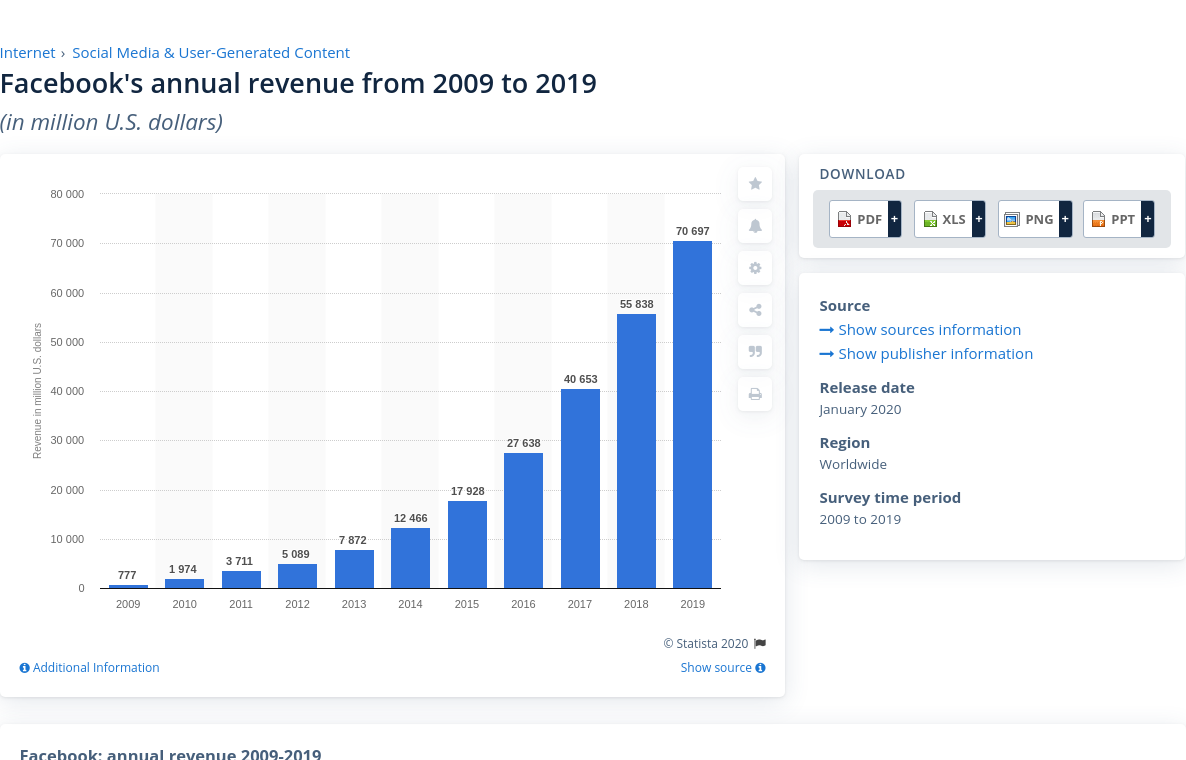 Internet › Social Media & User-Generated Content
Facebook's annual revenue from 2009 to 2019
(in million U.S. dollars)
80 000
70 000
60 000
50 000
40 000
30 000
20 000
10 000
0
Revenue in million U.S. dollars
777
1 974
3 711
5 089
7 872
12 466
17 928
27 638
40 653
55 838
70 697
2009 2010 2011 2012 2013 2014 2015 2016 2017 2018 2019
© Statista 2020
Additional Information
Show source
DOWNLOAD
PDF + XLS + PNG + PPT +
Source
Show sources information
Show publisher information
Release date
January 2020
Region
Worldwide
Survey time period
2009 to 2019
Facebook: annual revenue 2009-2019